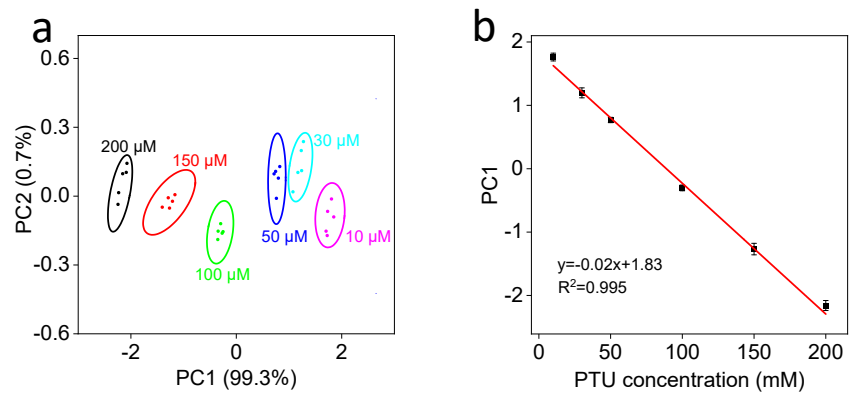 a
0.6
0.3
0.0
-0.3
-0.6
PC2 (0.7%)
200 µM
150 µM
100 µM
50 µM
30 µM
10 µM
-2
0
2
PC1 (99.3%)
b
2
1
0
-1
-2
PC1
y=-0.02x+1.83
R²=0.995
0
50
100
150
200
PTU concentration (mM)